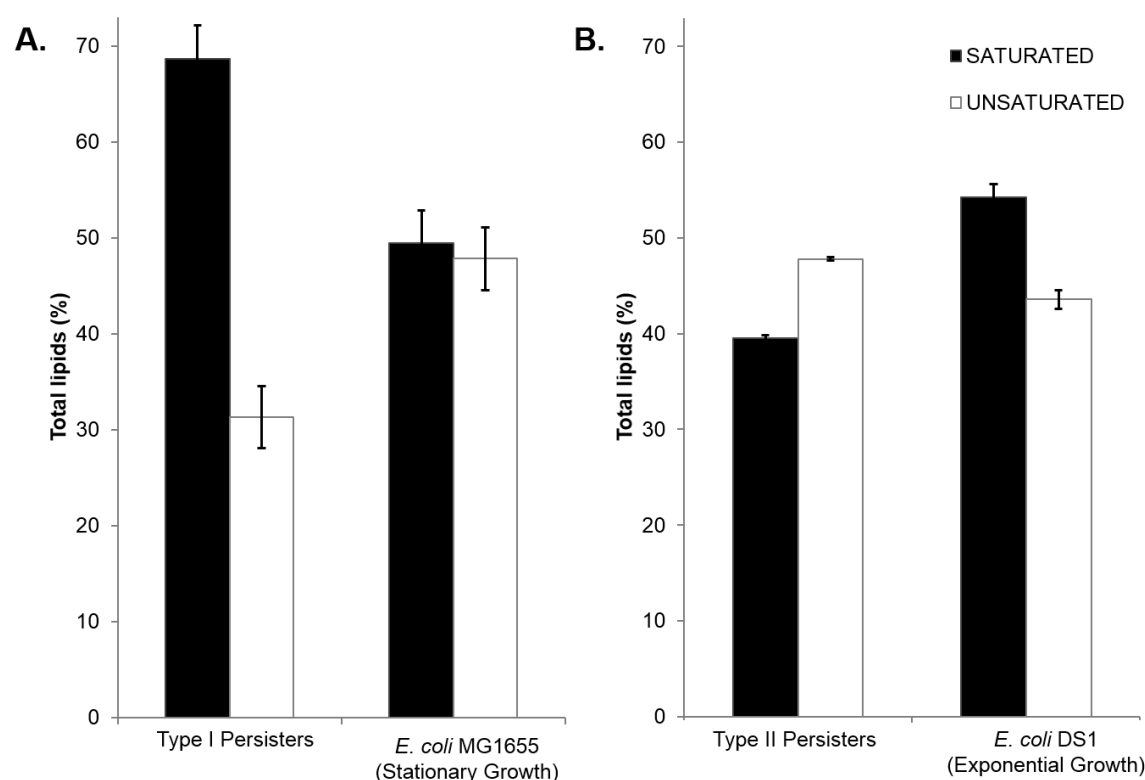 A.
Total lipids (%)
70
60
50
40
30
20
10
0
Type I Persisters
E. coli MG1655
(Stationary Growth)
B.
SATURATED
UNSATURATED
Total lipids (%)
70
60
50
40
30
20
10
0
Type II Persisters
E. coli DS1
(Exponential Growth)